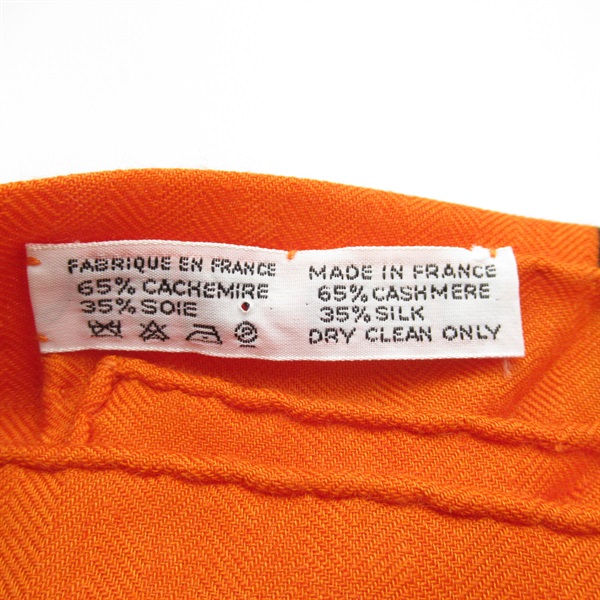 FABRIQUE EN FRANCE
65% CACHEMIRE
35% SOIE
MADE IN FRANCE
65% CASHMERE
35% SILK
DRY CLEAN ONLY